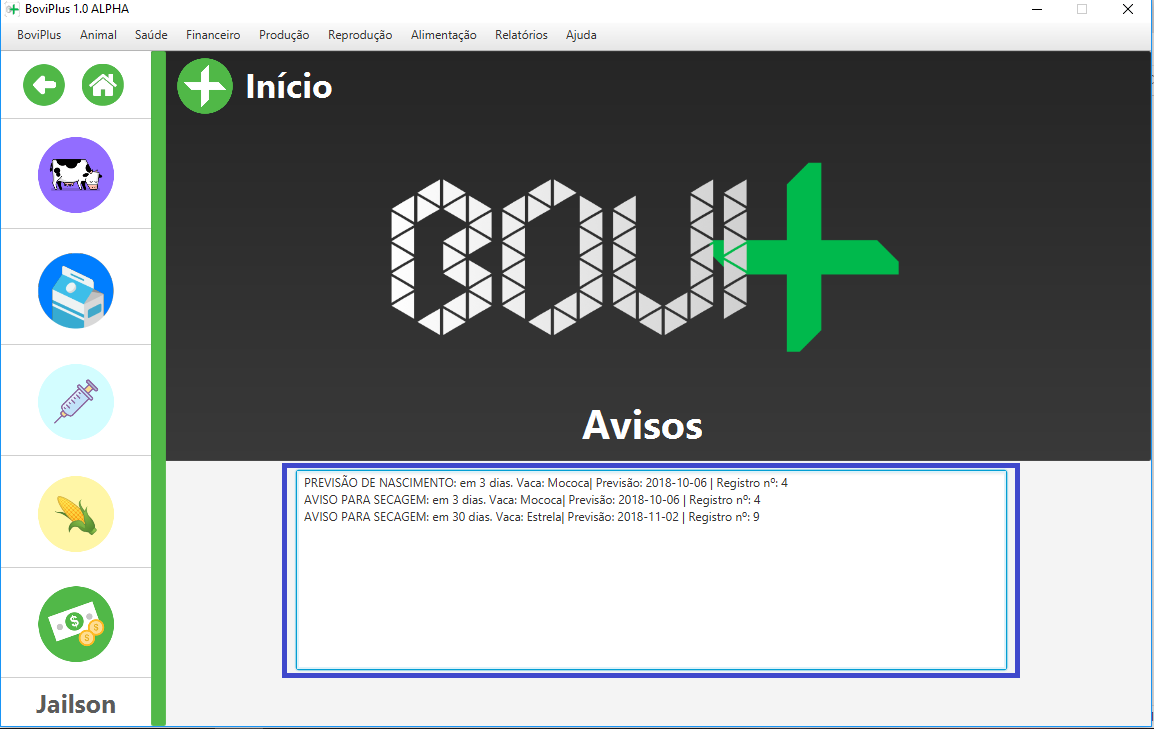 BoviPlus 1.0 ALPHA
BoviPlus Animal Saúde Financeiro Produção Reprodução Alimentação Relatórios Ajuda
Início
BOVI+
Avisos
PREVISÃO DE NASCIMENTO: em 3 dias. Vaca: Mococa| Previsão: 2018-10-06 | Registro nº: 4
AVISO PARA SECAGEM: em 3 dias. Vaca: Mococa| Previsão: 2018-10-06 | Registro nº: 4
AVISO PARA SECAGEM: em 30 dias. Vaca: Estrela| Previsão: 2018-11-02 | Registro nº: 9
Jailson